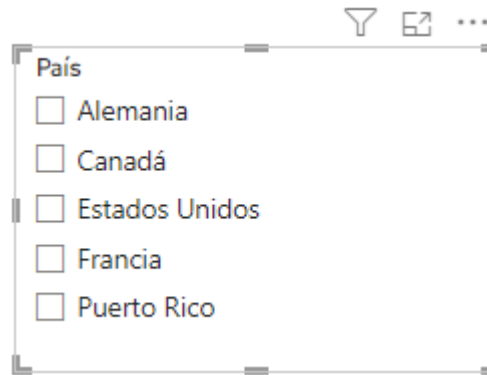 País
Alemania
Canadá
Estados Unidos
Francia
Puerto Rico